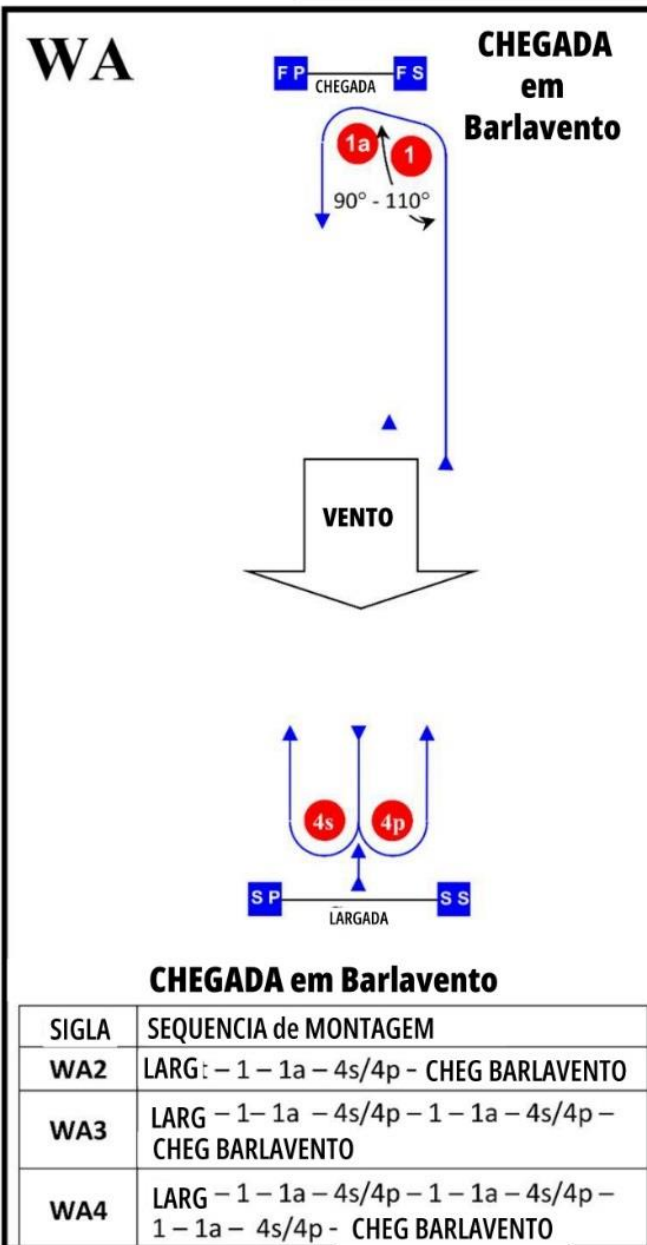 WA
CHEGADA
em
Barlavento
F P
CHEGADA
F S
1a
1
90° - 110°
VENTO
4s
4p
S P
LARGADA
S S
CHEGADA em Barlavento
SIGLA SEQUENCIA de MONTAGEM
WA2 LARG – 1 – 1a – 4s/4p - CHEG BARLAVENTO
WA3 LARG – 1– 1a – 4s/4p – 1 – 1a – 4s/4p –
CHEG BARLAVENTO
WA4 LARG – 1 – 1a – 4s/4p – 1 – 1a – 4s/4p –
1 – 1a – 4s/4p - CHEG BARLAVENTO